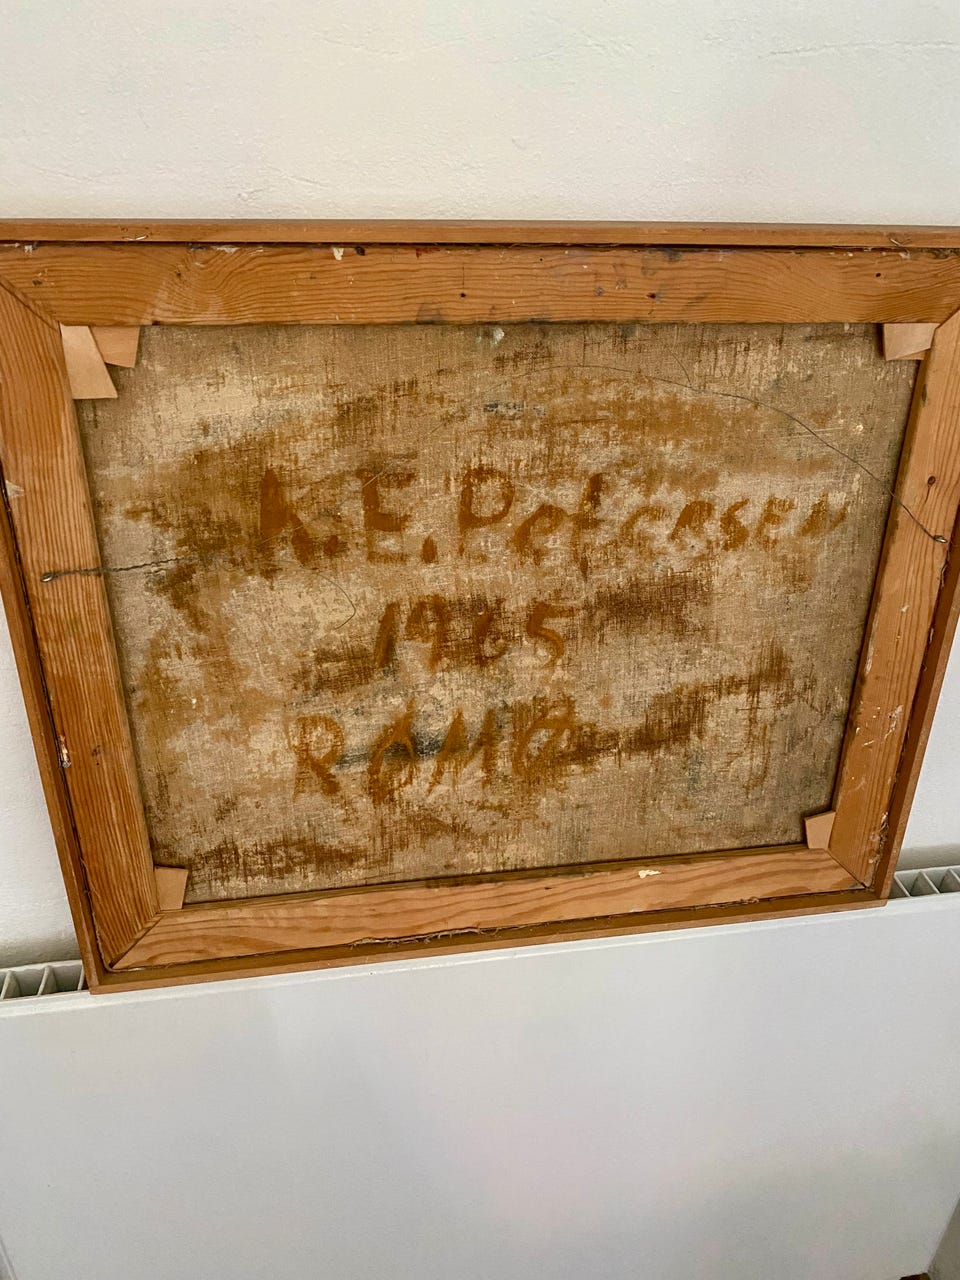 K.E. Petersen
1965
RØMØ